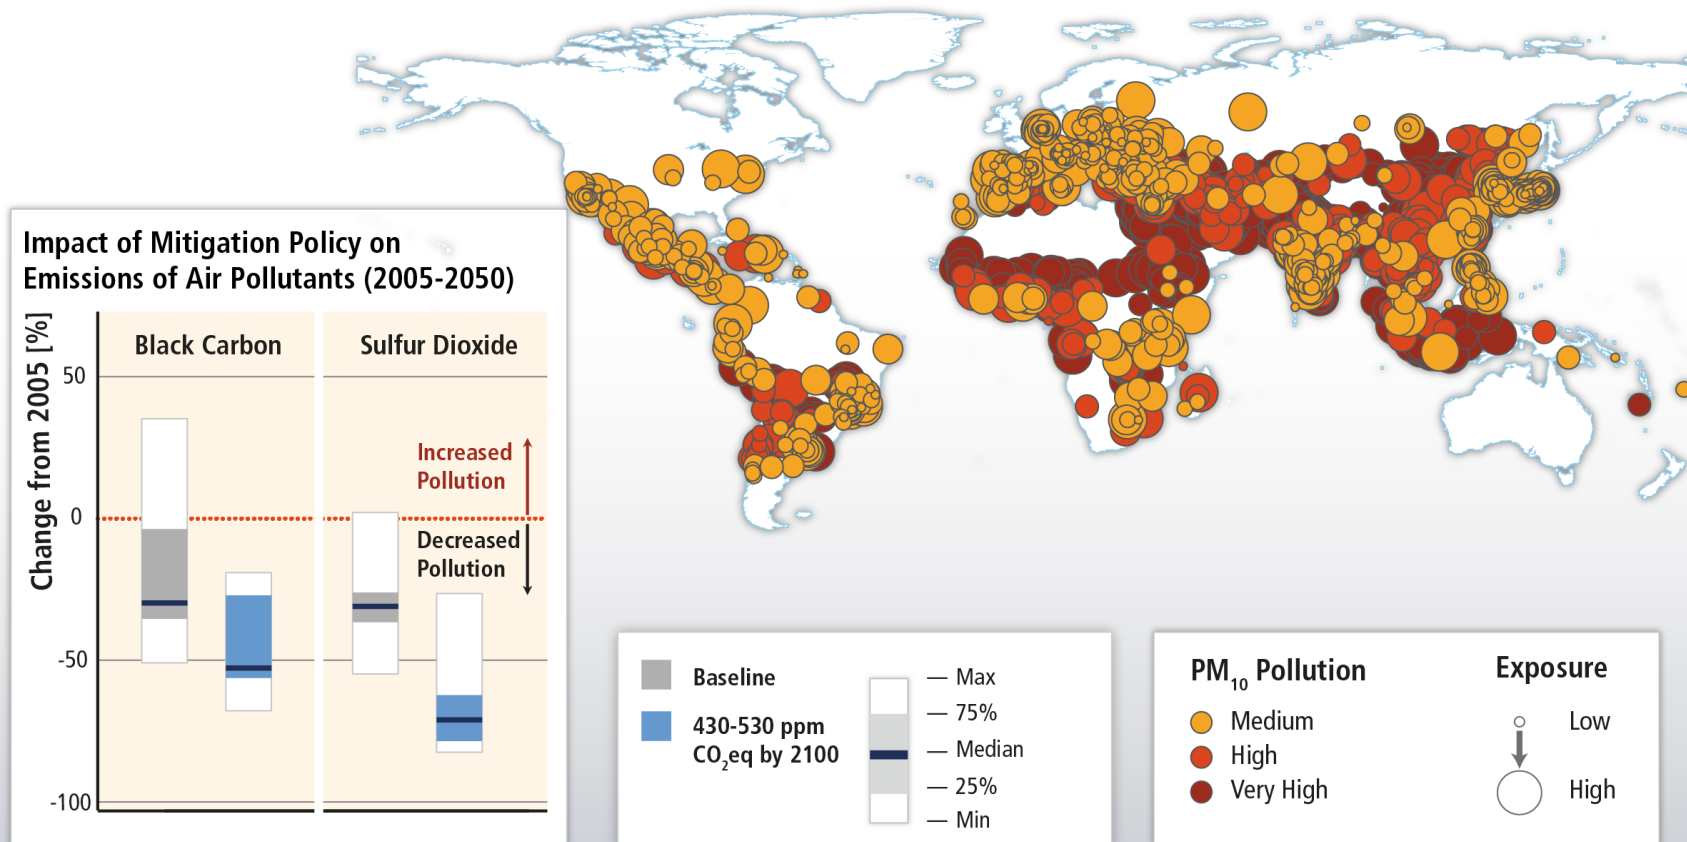 Impact of Mitigation Policy on
Emissions of Air Pollutants (2005-2050)
Change from 2005 [%]
Black Carbon
Sulfur Dioxide
50
0
-50
-100
Increased
Pollution
Decreased
Pollution
Baseline
430-530 ppm
CO₂eq by 2100
Max
75%
Median
25%
Min
PM₁₀ Pollution
Medium
High
Very High
Exposure
Low
High